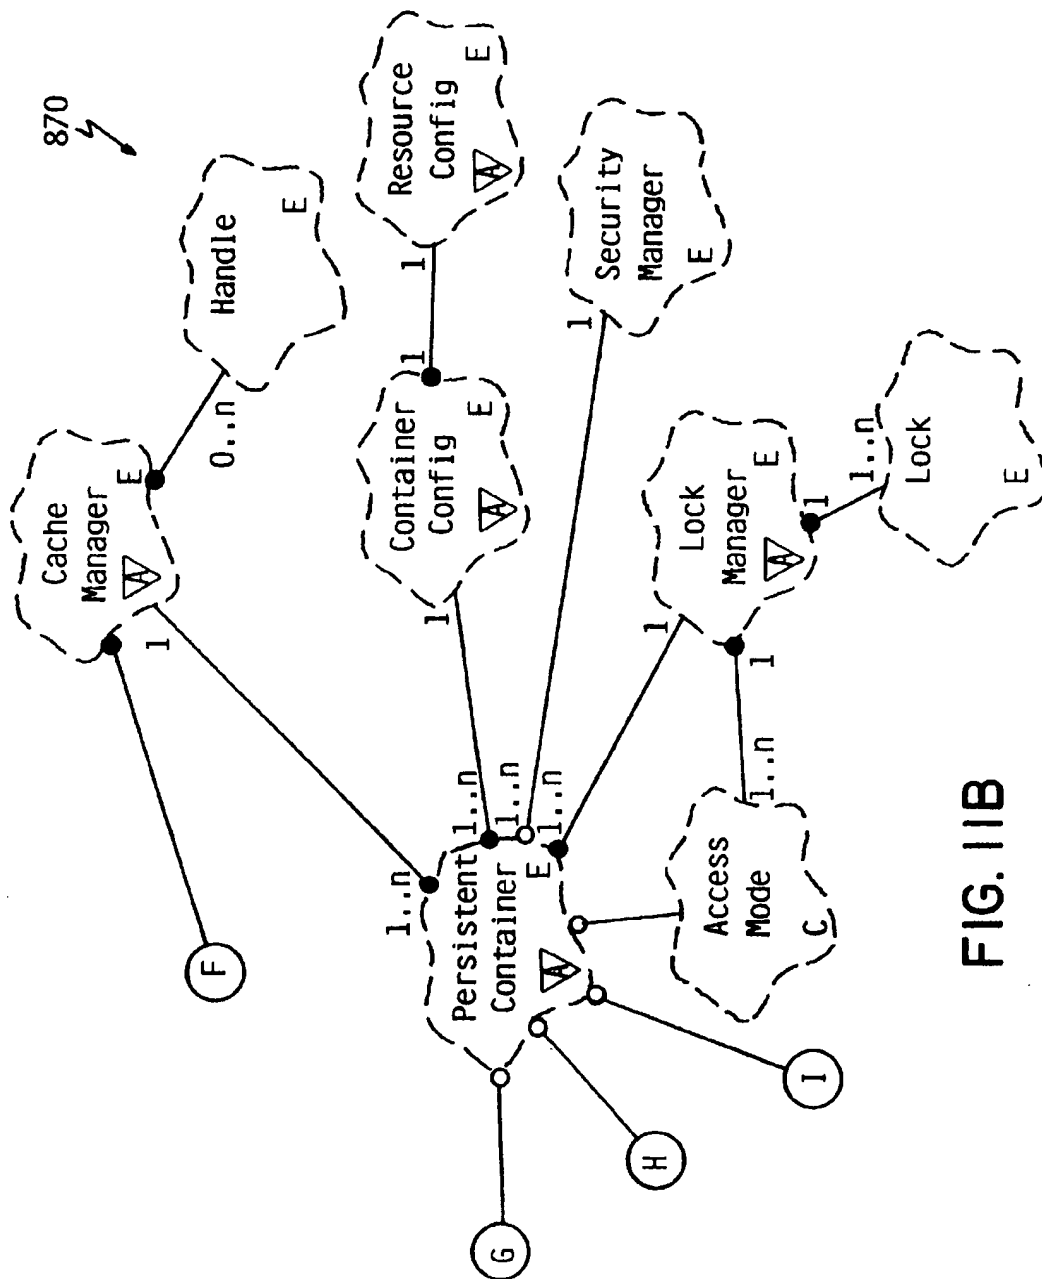 870
Cache
Manager
A
E
Handle
E
0..n
F
1
1..n
Resource
Config
A
E
1
1
Container
Config
A
E
1
1..n
Persistent
Container
A
E
1..n
1..n
Security
Manager
E
1
Lock
Manager
A
E
1
1
1..n
Lock
E
1
1..n
Access
Mode
C
G
H
I
FIG. 11B